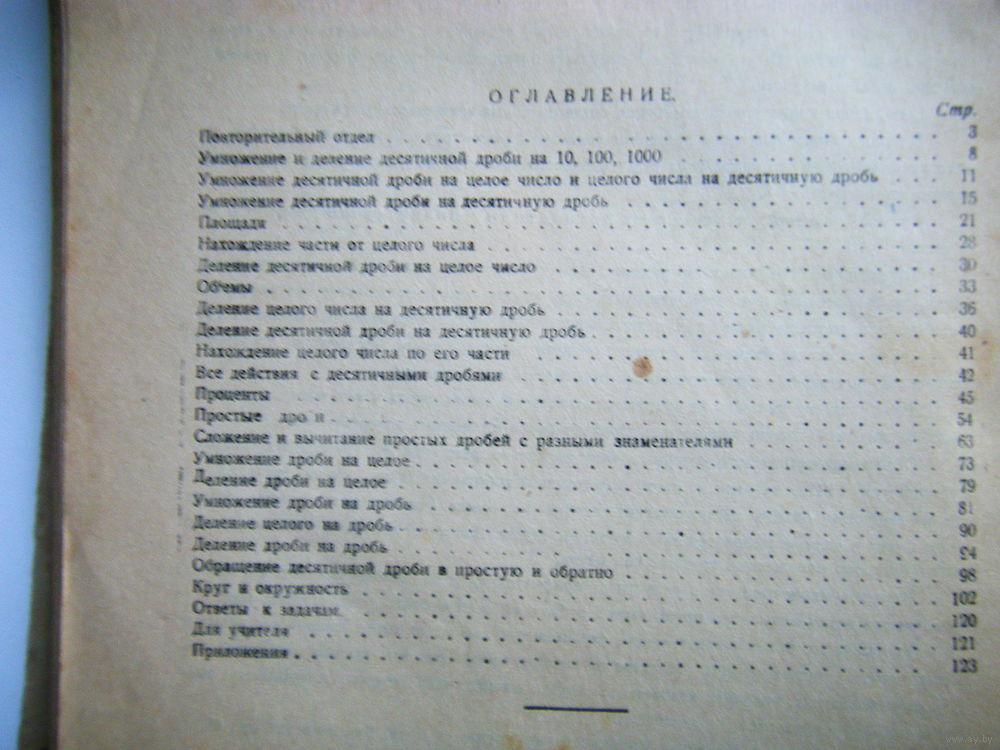 ОГЛАВЛЕНИЕ.
Стр.
Повторительный отдел . . . 3
Умножение и деление десятичной дроби на 10, 100, 1000 . . . 8
Умножение десятичной дроби на целое число и целого числа на десятичную дробь . . . 11
Умножение десятичной дроби на десятичную дробь . . . 15
Площади . . . 21
Нахождение части от целого числа . . . 28
Деление десятичной дроби на целое число . . . 30
Об'емы . . . 33
Деление целого числа на десятичную дробь . . . 36
Деление десятичной дроби на десятичную дробь . . . 40
Нахождение целого числа по его части . . . 41
Все действия с десятичными дробями . . . 42
Проценты . . . 45
Простые дро и . . . 54
Сложение и вычитание простых дробей с разными знаменателями 63
Умножение дроби на целое . . . 73
Деление дроби на целое . . . 79
Умножение дроби на дробь . . . 81
Деление целого на дробь . . . 90
Деление дроби на дробь . . . 94
Обращение десятичной дроби в простую и обратно . . . 98
Круг и окружность . . . 102
Ответы к задачам. . . . 120
Для учителя . . . 121
Приложения . . . 123
www.ay.by